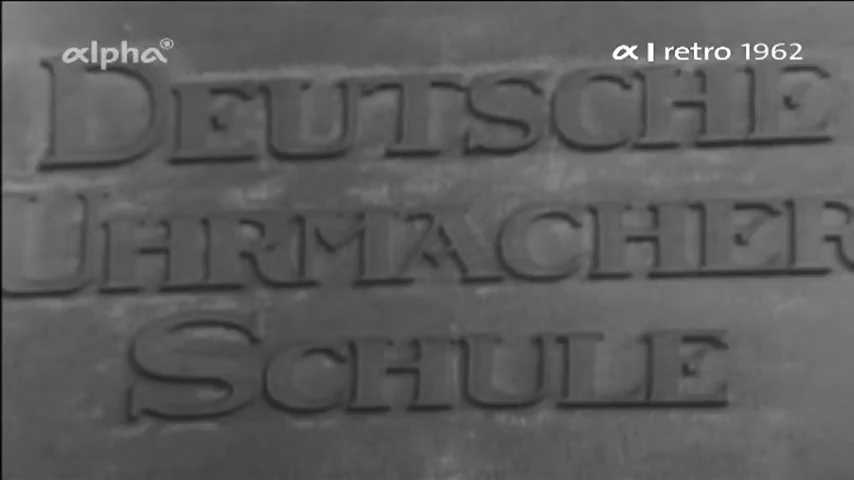 alpha
α | retro 1962
DEUTSCHE
UHRMACHER
SCHULE